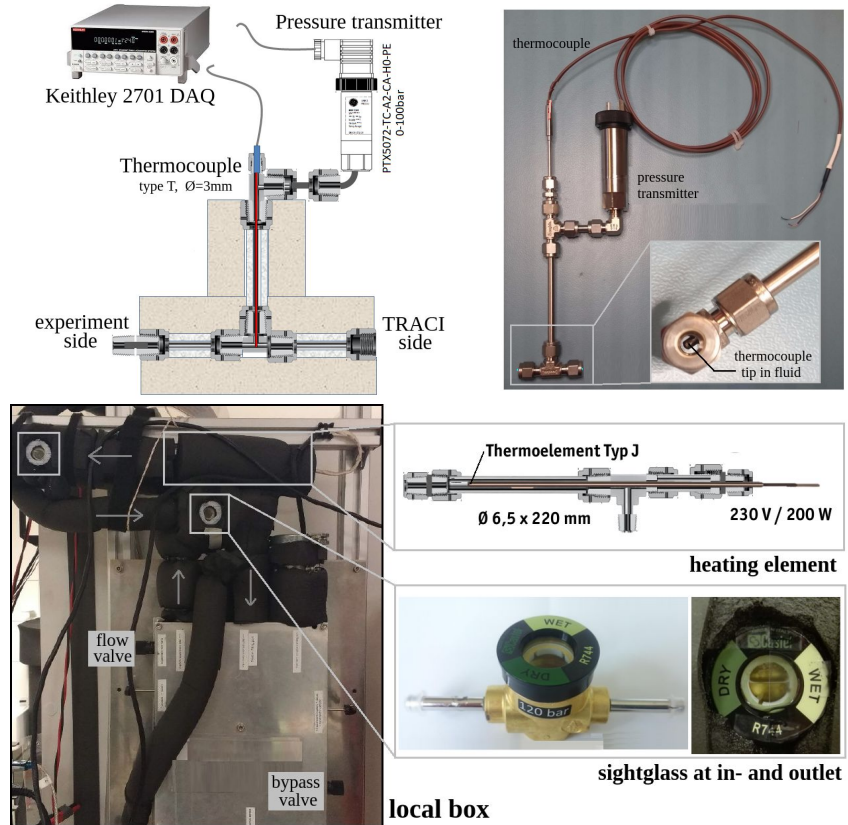 Pressure transmitter
Keithley 2701 DAQ
PTX5072-TC-A2-CA-H0-PE
0-100bar
Thermocouple
type T, Ø=3mm
experiment
side
TRACI
side
thermocouple
pressure
transmitter
thermocouple
tip in fluid
flow
valve
bypass
valve
local box
Thermoelement Typ J
Ø 6,5 x 220 mm
230 V / 200 W
heating element
WET
DRY
R744
120 bar
DRY
WET
R744
sightglass at in- and outlet